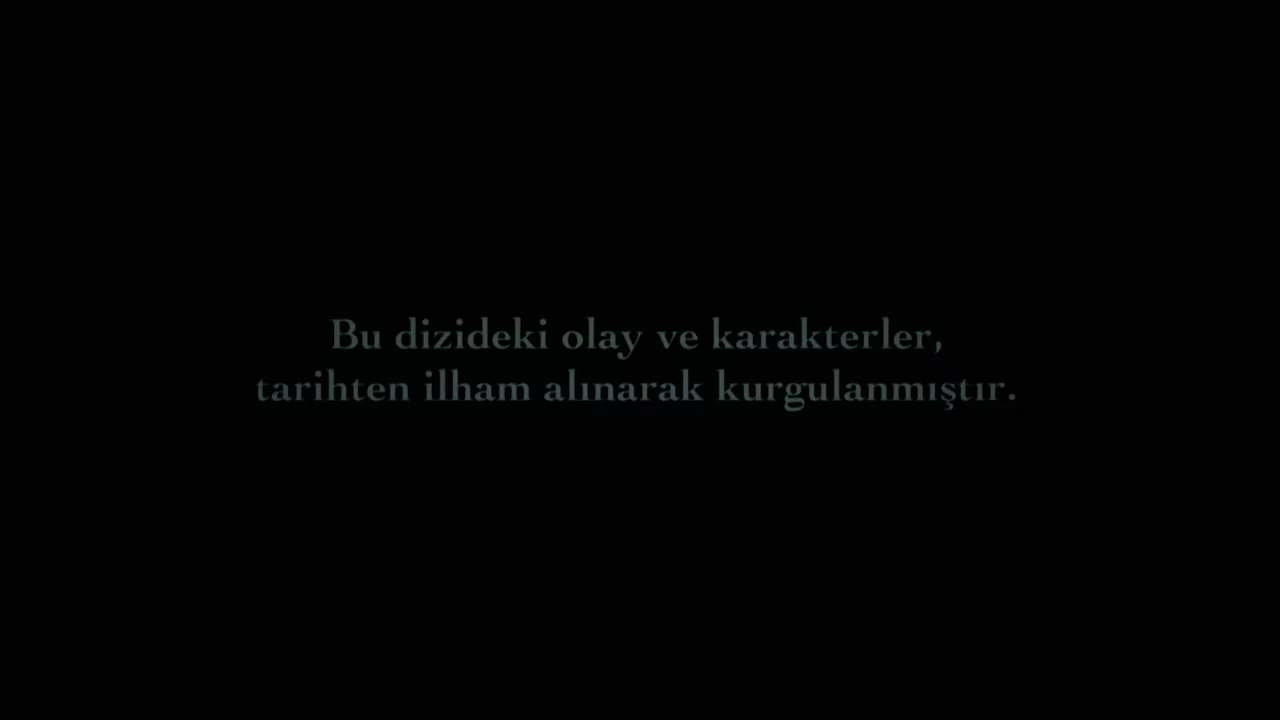 Bu dizideki olay ve karakterler,
tarihten ilham alınarak kurgulanmıştır.